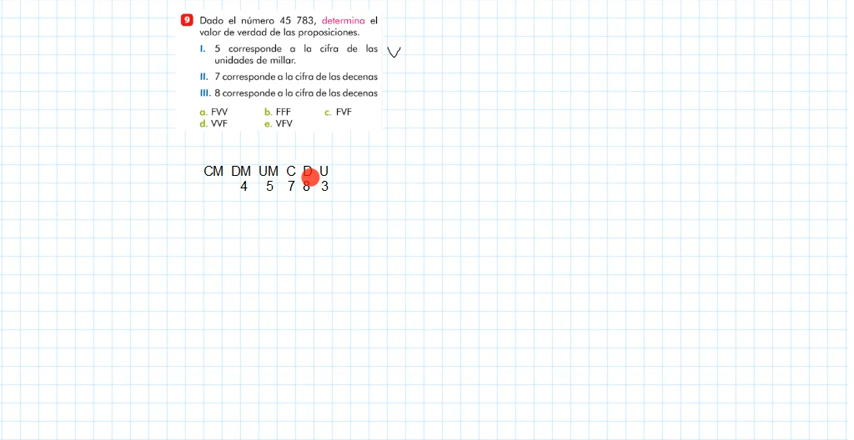 9 Dado el número 45 783, determina el
valor de verdad de las proposiciones.
I. 5 corresponde a la cifra de las
unidades de millar.
V
II. 7 corresponde a la cifra de las decenas
III. 8 corresponde a la cifra de las decenas
a. FVV b. FFF c. FVF
d. VVF e. VFV
CM DM UM C D U
4 5 7 8 3